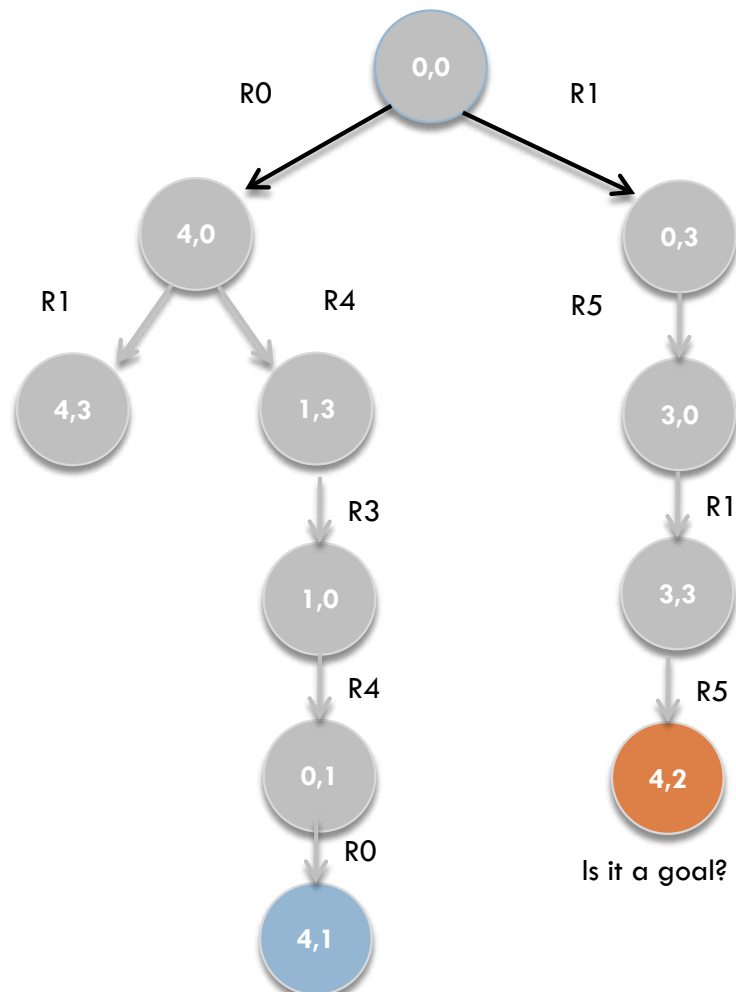 0,0
R0
R1
4,0
0,3
R1
R4
R5
4,3
1,3
3,0
R3
R1
1,0
3,3
R4
R5
0,1
4,2
R0
Is it a goal?
4,1